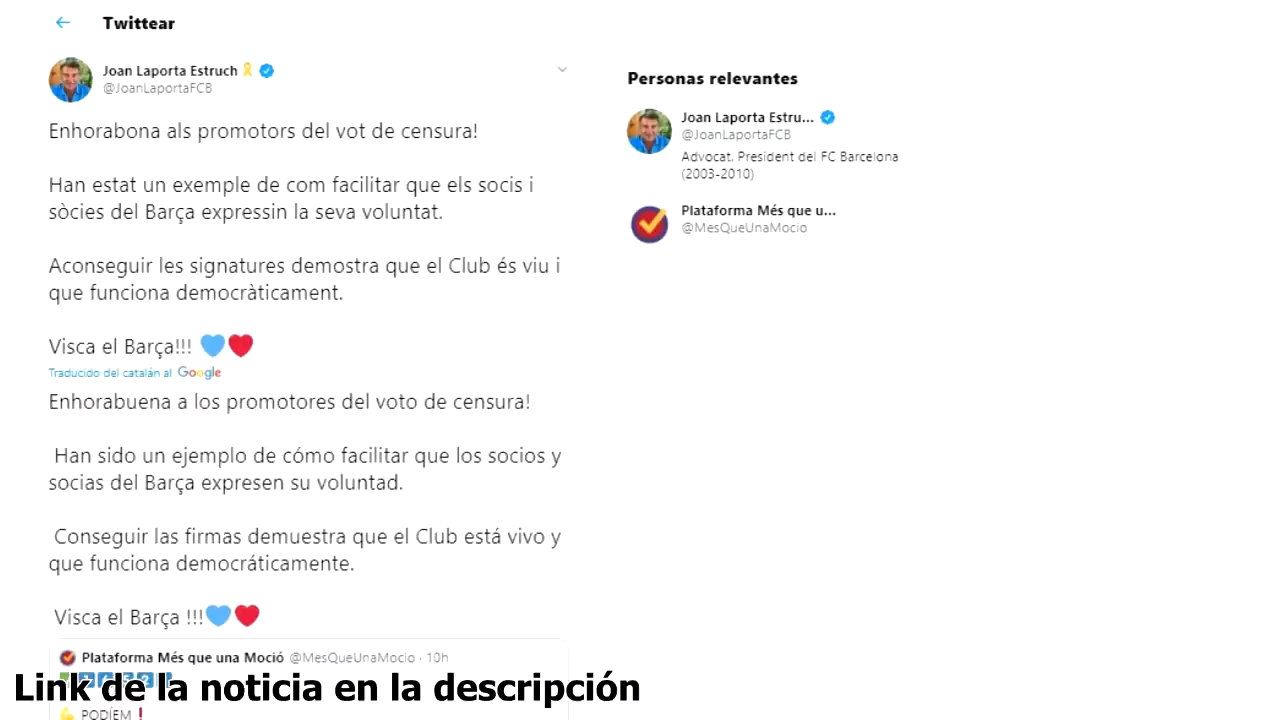 Twittear
Joan Laporta Estruch
@JoanLaportaFCB
Enhorabona als promotors del vot de censura!
Han estat un exemple de com facilitar que els socis i
sòcies del Barça expressin la seva voluntat.
Aconseguir les signatures demostra que el Club és viu i
que funciona democràticament.
Visca el Barça!!!
Traducido del catalán al Google
Enhorabuena a los promotores del voto de censura!
Han sido un ejemplo de cómo facilitar que los socios y
socias del Barça expresen su voluntad.
Conseguir las firmas demuestra que el Club está vivo y
que funciona democráticamente.
Visca el Barça !!!
Plataforma Més que una Moció @MesQueUnaMocio · 10h
Link de la noticia en la descripción
PODÍEM
Personas relevantes
Joan Laporta Estru...
@JoanLaportaFCB
Advocat. President del FC Barcelona
(2003-2010)
Plataforma Més que u...
@MesQueUnaMocio